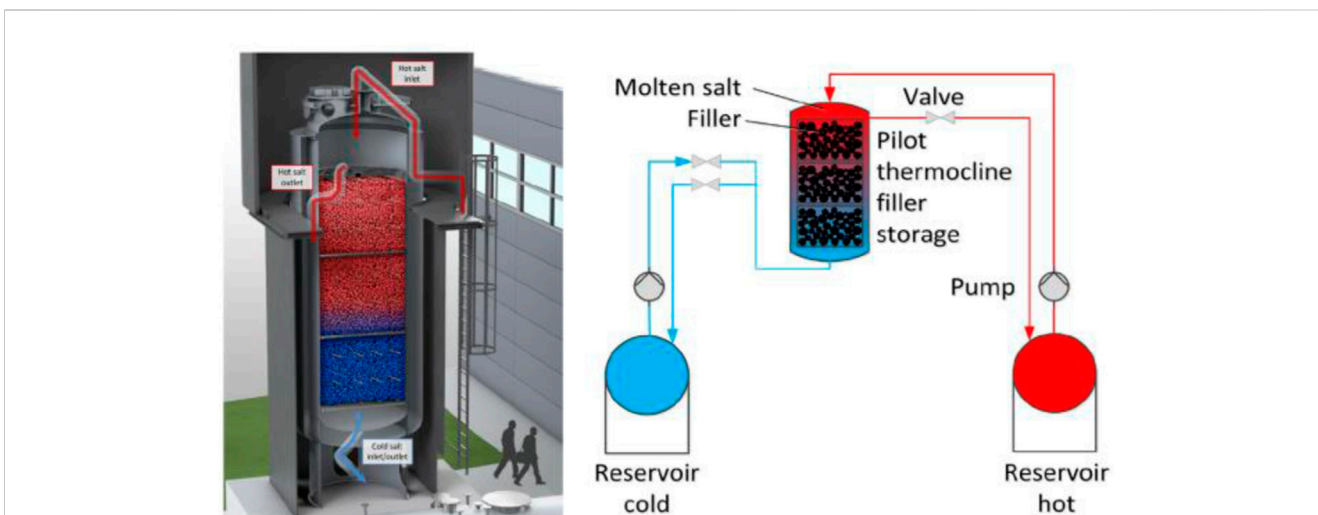 Hot salt
inlet
Hot salt
outlet
Cold salt
inlet/outlet
Molten salt
Filler
Valve
Pilot
thermocline
filler
storage
Pump
Reservoir
cold
Reservoir
hot